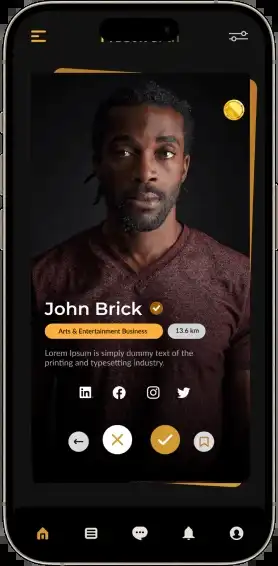 John Brick
Arts & Entertainment Business 13.6 km
Lorem Ipsum is simply dummy text of the
printing and typesetting industry.